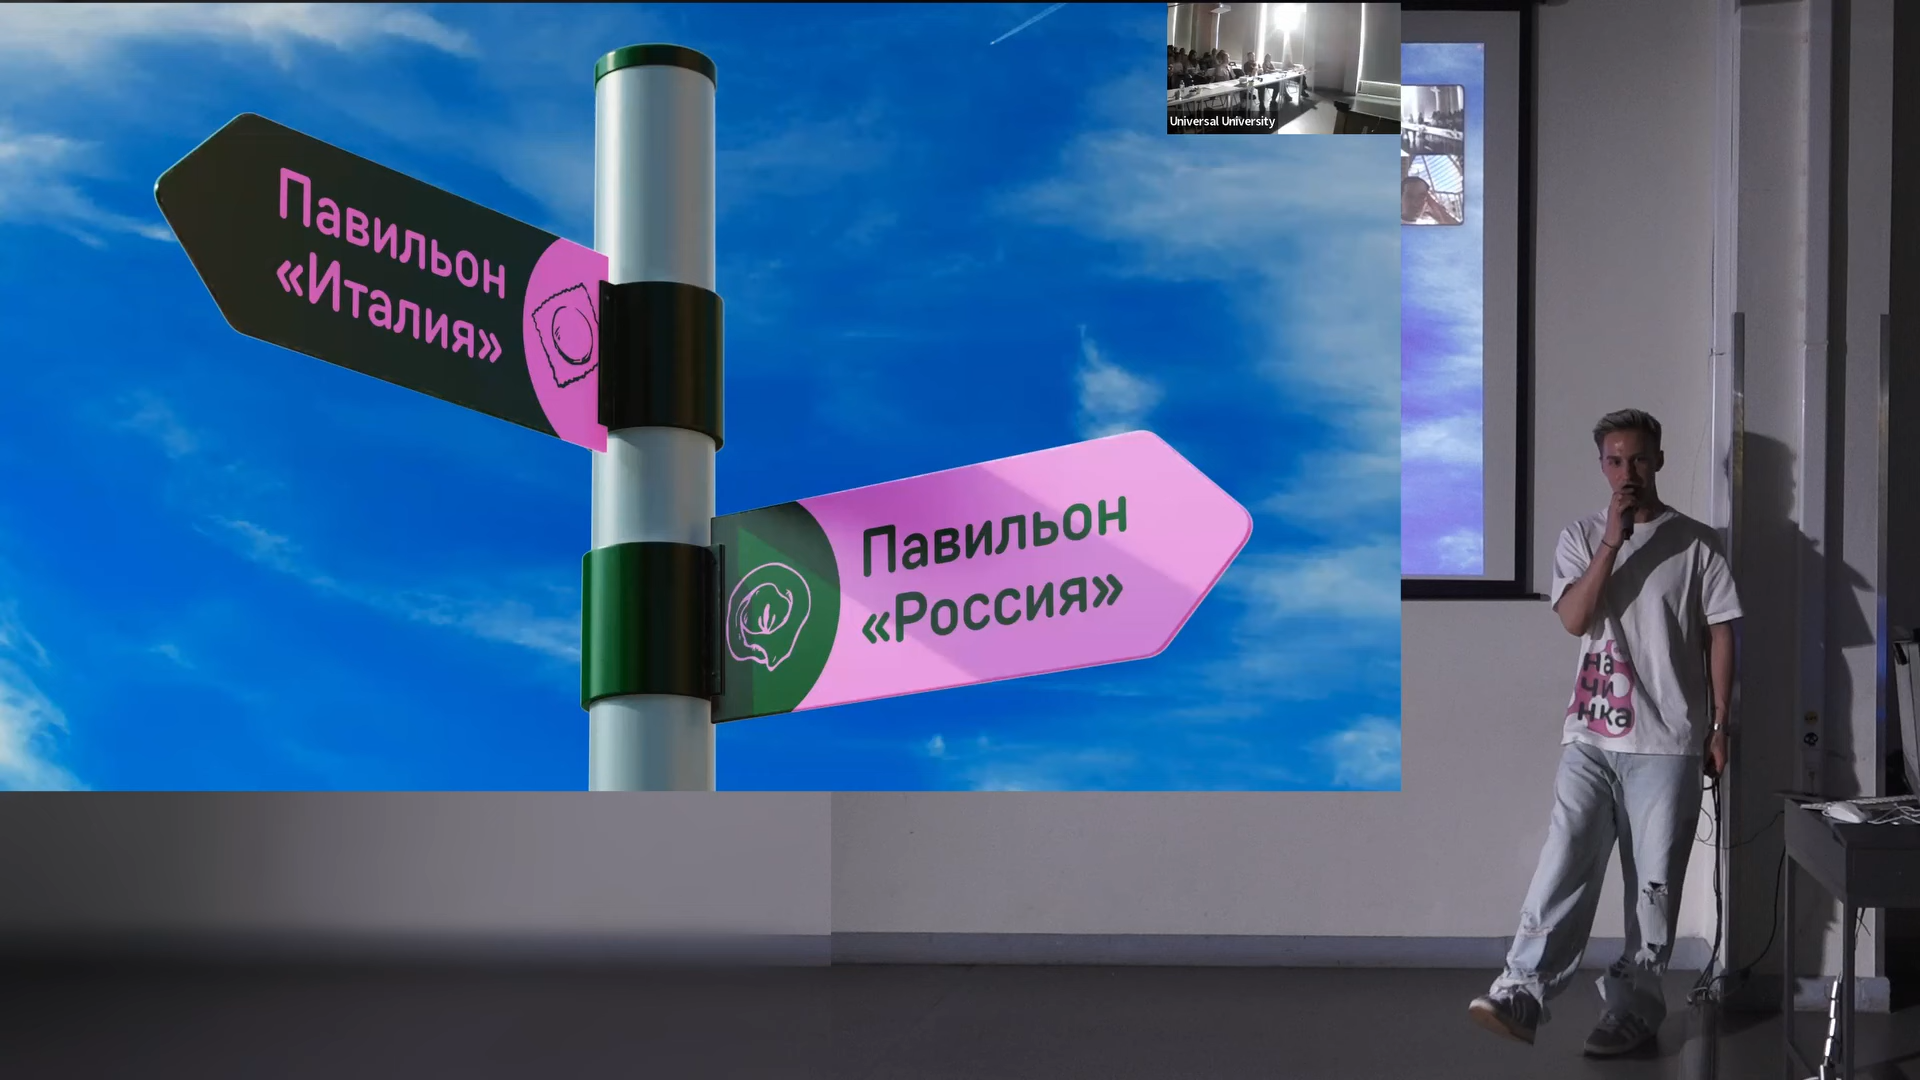 Universal University
Павильон
«Италия»
Павильон
«Россия»
на
чи
нка